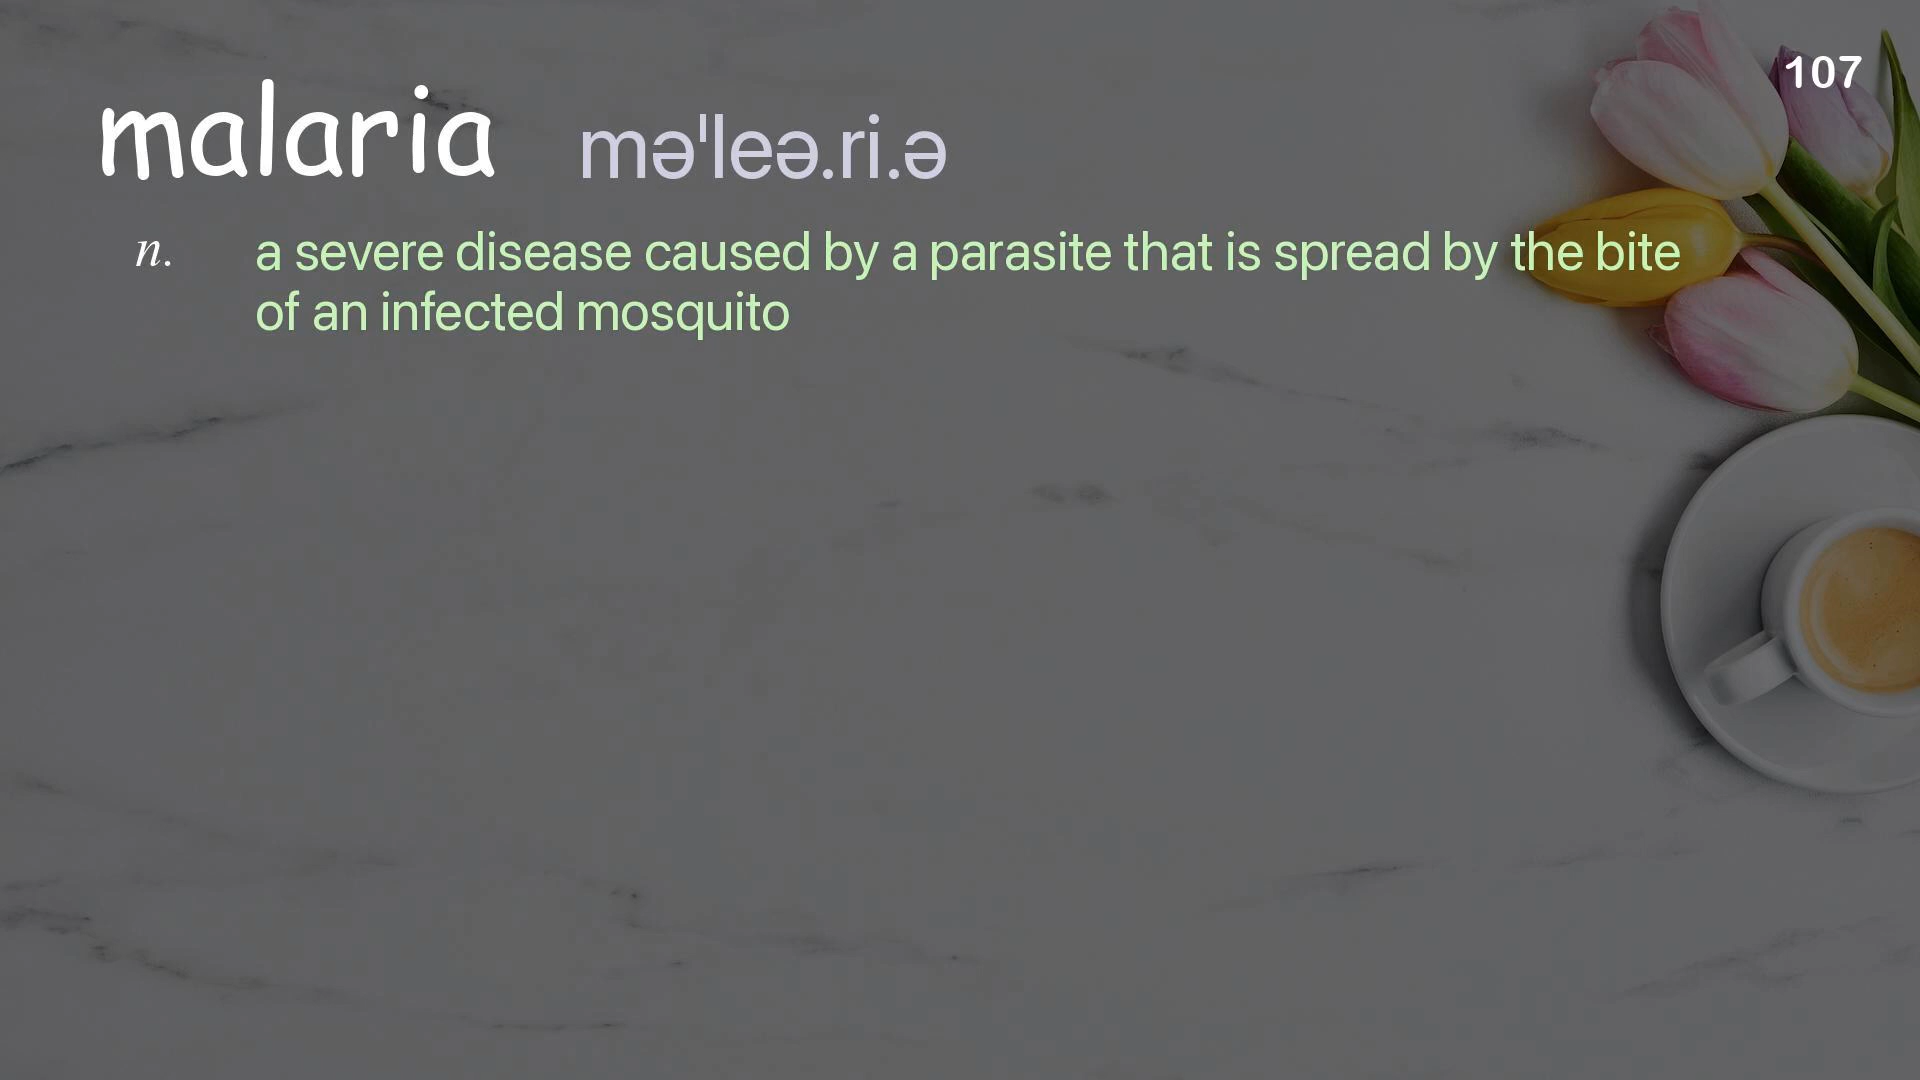 107
malaria məˈleə.ri.ə
n. a severe disease caused by a parasite that is spread by the bite
of an infected mosquito